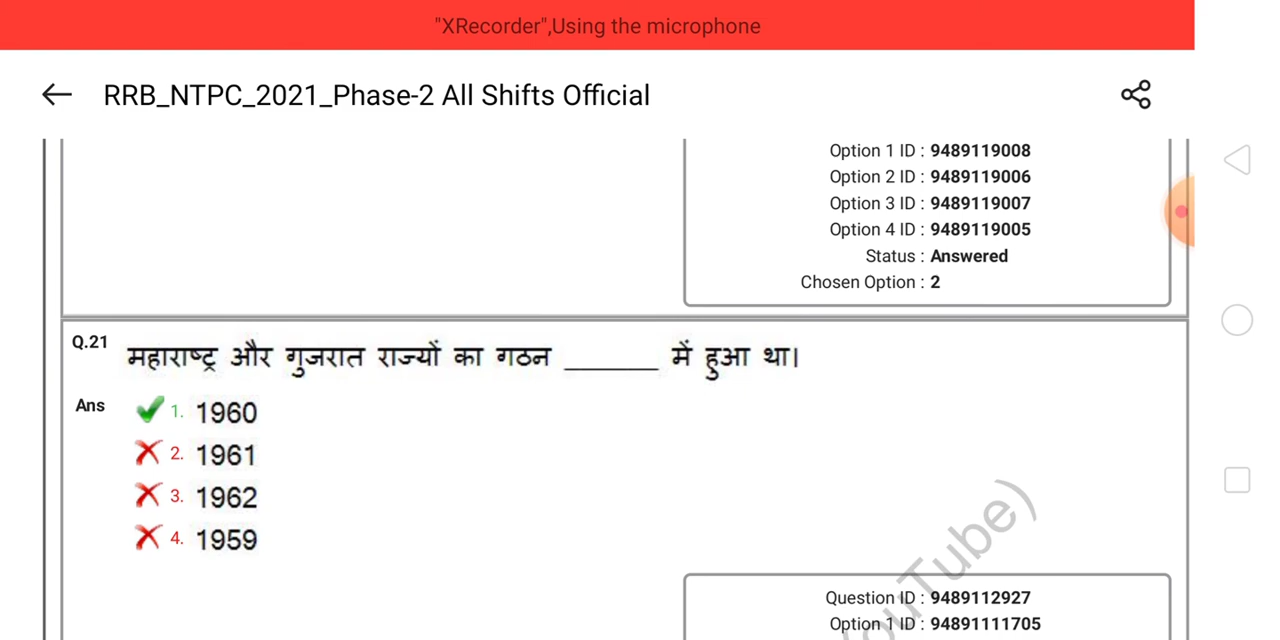 "XRecorder",Using the microphone
RRB_NTPC_2021_Phase-2 All Shifts Official
Option 1 ID : 9489119008
Option 2 ID : 9489119006
Option 3 ID : 9489119007
Option 4 ID : 9489119005
Status : Answered
Chosen Option : 2
Q.21 महाराष्ट्र और गुजरात राज्यों का गठन _______ में हुआ था।
Ans 1. 1960
2. 1961
3. 1962
4. 1959
ouTube)
Question ID : 9489112927
Option 1 ID : 94891111705